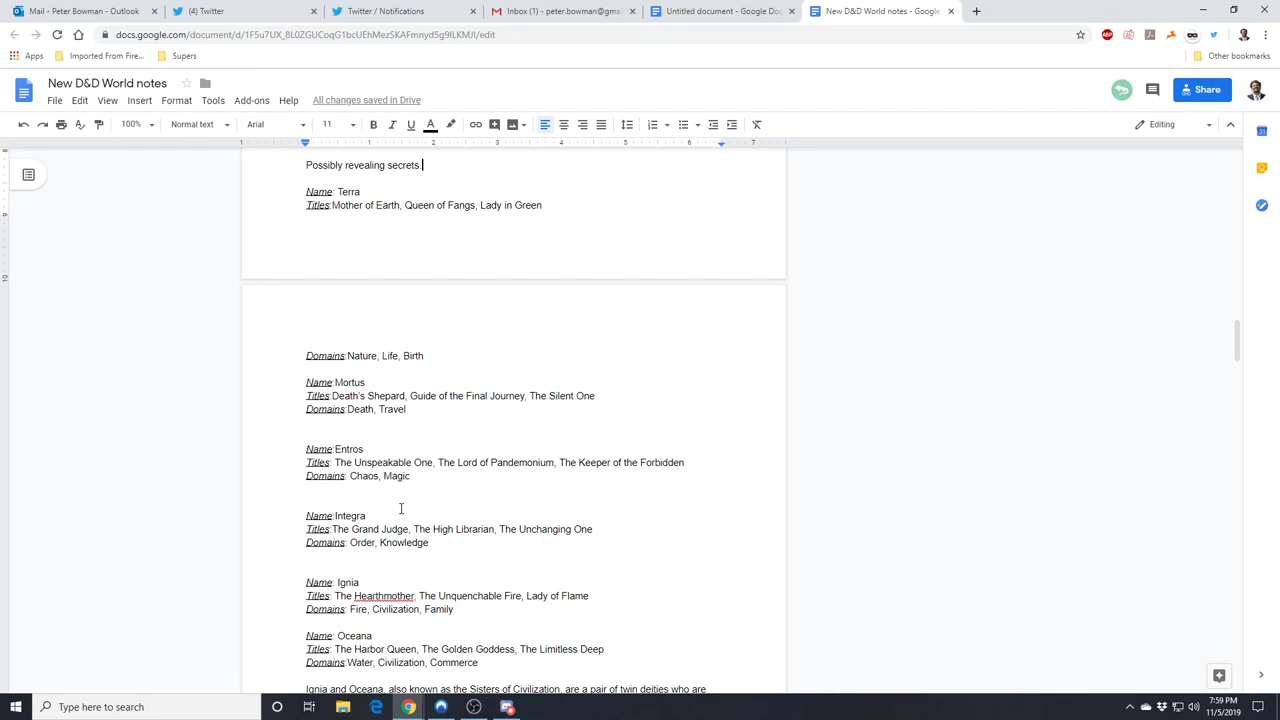 Mail - Peter Bowman - Outlook
(4) Twitter
Twitter / Notifications
Inbox (1) - peter.bowman@gmai
Untitled document - Google Doc
New D&D World notes - Google
Apps
Imported From Fire...
Supers
Other bookmarks
New D&D World notes
File Edit View Insert Format Tools Add-ons Help All changes saved in Drive
Share
100% Normal text Arial 11 Editing
1 1 2 3 4 5 6 7
Possibly revealing secrets.
Name: Terra
Titles:Mother of Earth, Queen of Fangs, Lady in Green
Domains:Nature, Life, Birth
Name:Mortus
Titles:Death's Shepard, Guide of the Final Journey, The Silent One
Domains:Death, Travel
Name:Entros
Titles: The Unspeakable One, The Lord of Pandemonium, The Keeper of the Forbidden
Domains: Chaos, Magic
Name:Integra
Titles:The Grand Judge, The High Librarian, The Unchanging One
Domains: Order, Knowledge
Name: Ignia
Titles: The Hearthmother, The Unquenchable Fire, Lady of Flame
Domains: Fire, Civilization, Family
Name: Oceana
Titles: The Harbor Queen, The Golden Goddess, The Limitless Deep
Domains:Water, Civilization, Commerce
Ignia and Oceana, also known as the Sisters of Civilization, are a pair of twin deities who are
Type here to search
7:59 PM
11/5/2019